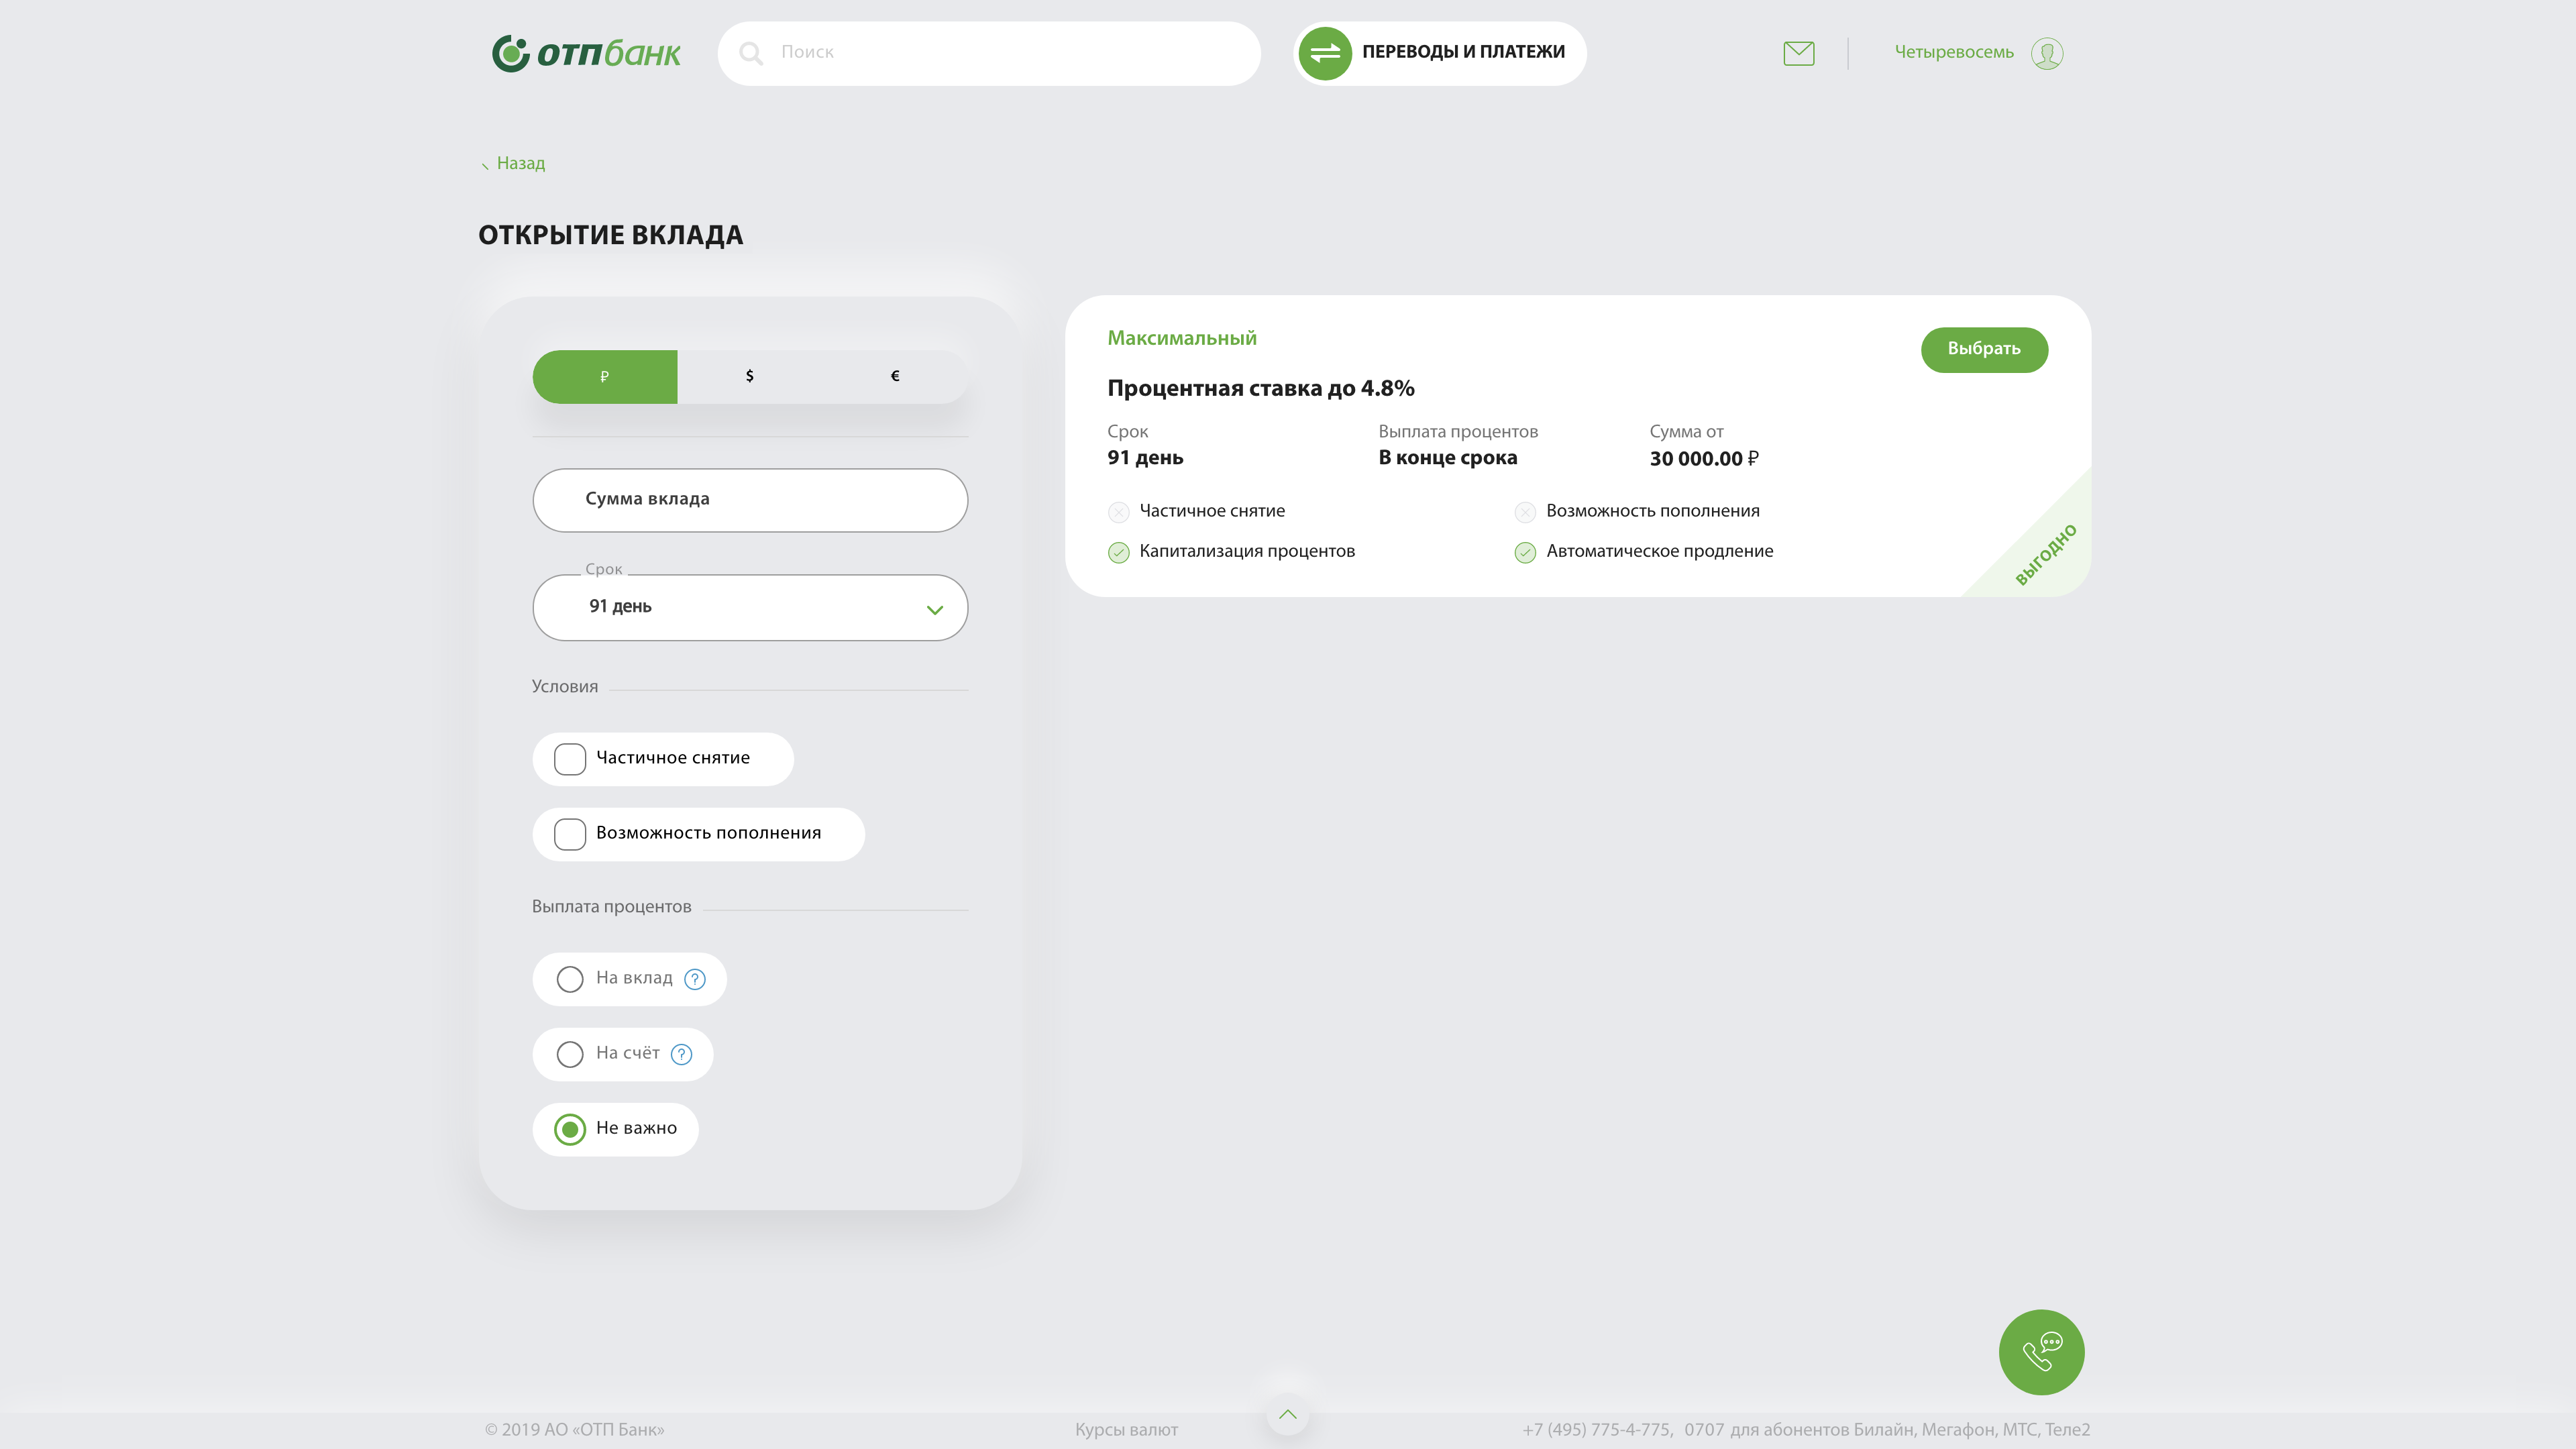 отпбанк
Поиск
ПЕРЕВОДЫ И ПЛАТЕЖИ
Четыревосемь
Назад
ОТКРЫТИЕ ВКЛАДА
₽
$
€
Сумма вклада
Срок
91 день
Условия
Частичное снятие
Возможность пополнения
Выплата процентов
На вклад ?
На счёт ?
Не важно
Максимальный
Выбрать
Процентная ставка до 4.8%
Срок
91 день
Выплата процентов
В конце срока
Сумма от
30 000.00 ₽
Частичное снятие
Возможность пополнения
Капитализация процентов
Автоматическое продление
ВЫГОДНО
© 2019 АО «ОТП Банк»
Курсы валют
+7 (495) 775-4-775, 0707 для абонентов Билайн, Мегафон, МТС, Теле2